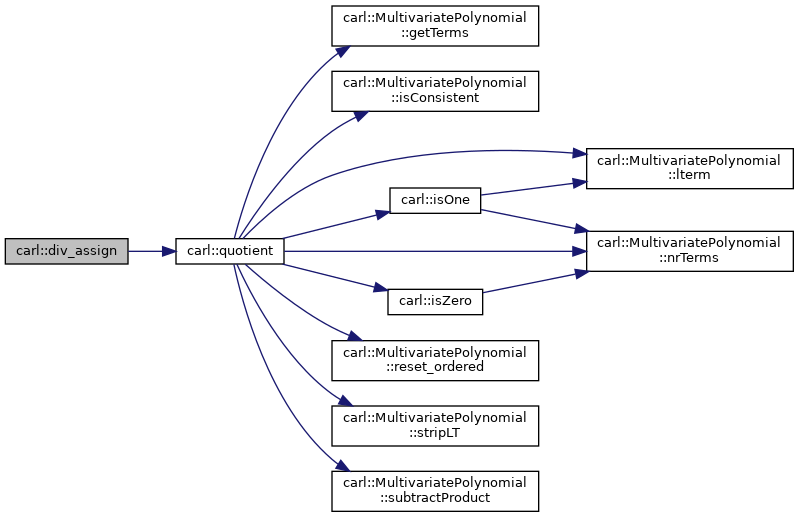 carl::div_assign
carl::quotient
carl::MultivariatePolynomial
::getTerms
carl::MultivariatePolynomial
::isConsistent
carl::isOne
carl::isZero
carl::MultivariatePolynomial
::reset_ordered
carl::MultivariatePolynomial
::stripLT
carl::MultivariatePolynomial
::subtractProduct
carl::MultivariatePolynomial
::lterm
carl::MultivariatePolynomial
::nrTerms